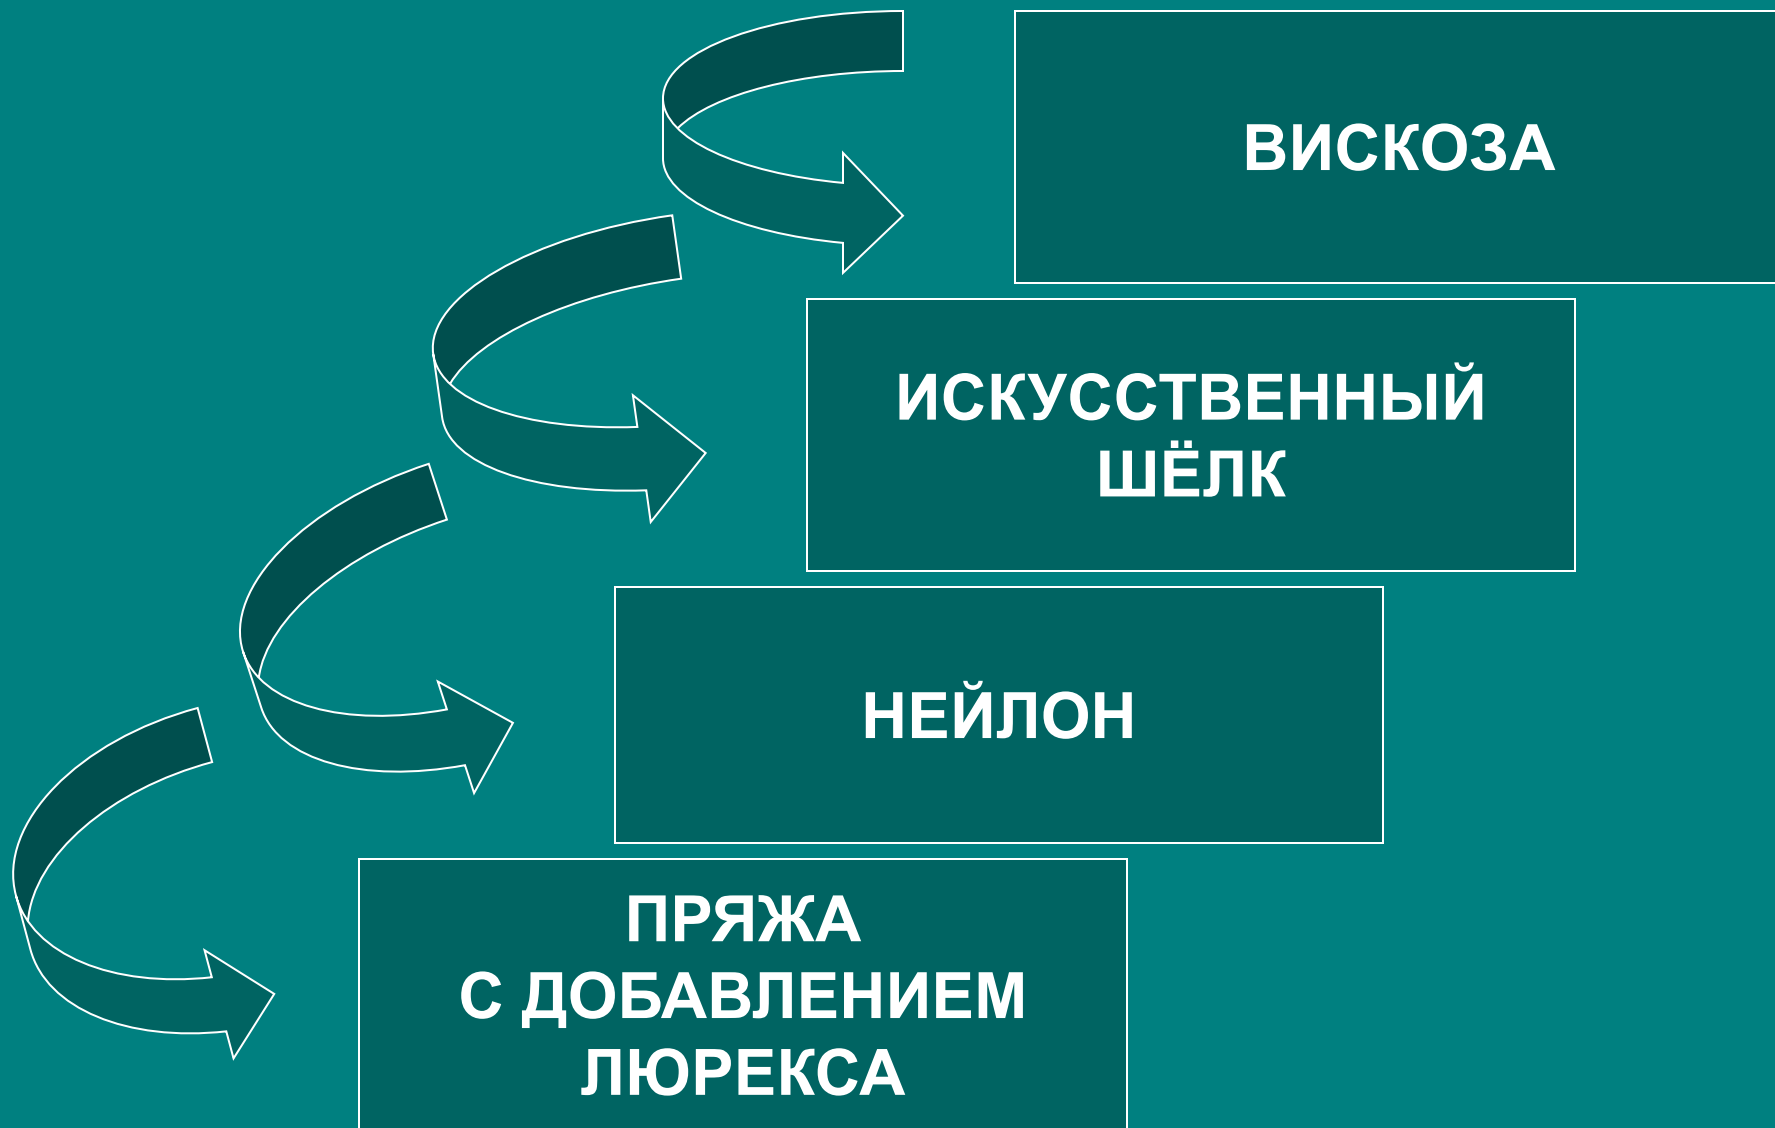 ВИСКОЗА
ИСКУССТВЕННЫЙ
ШЁЛК
НЕЙЛОН
ПРЯЖА
С ДОБАВЛЕНИЕМ
ЛЮРЕКСА